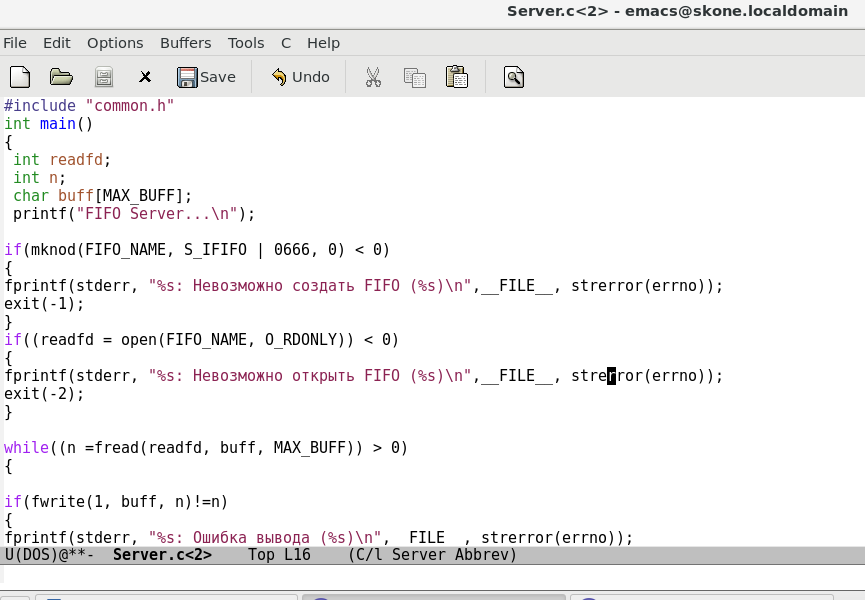 Server.c<2> - emacs@skone.localdomain
File Edit Options Buffers Tools C Help
Save Undo
#include "common.h"
int main()
{
int readfd;
int n;
char buff[MAX_BUFF];
printf("FIFO Server...\n");
if(mknod(FIFO_NAME, S_IFIFO | 0666, 0) < 0)
{
fprintf(stderr, "%s: Невозможно создать FIFO (%s)\n",__FILE__, strerror(errno));
exit(-1);
}
if((readfd = open(FIFO_NAME, O_RDONLY)) < 0)
{
fprintf(stderr, "%s: Невозможно открыть FIFO (%s)\n",__FILE__, strerror(errno));
exit(-2);
}
while((n =fread(readfd, buff, MAX_BUFF)) > 0)
{
if(fwrite(1, buff, n)!=n)
{
fprintf(stderr, "%s: Ошибка вывода (%s)\n",__FILE__, strerror(errno));
U(DOS)@**- Server.c<2> Top L16 (C/l Server Abbrev)